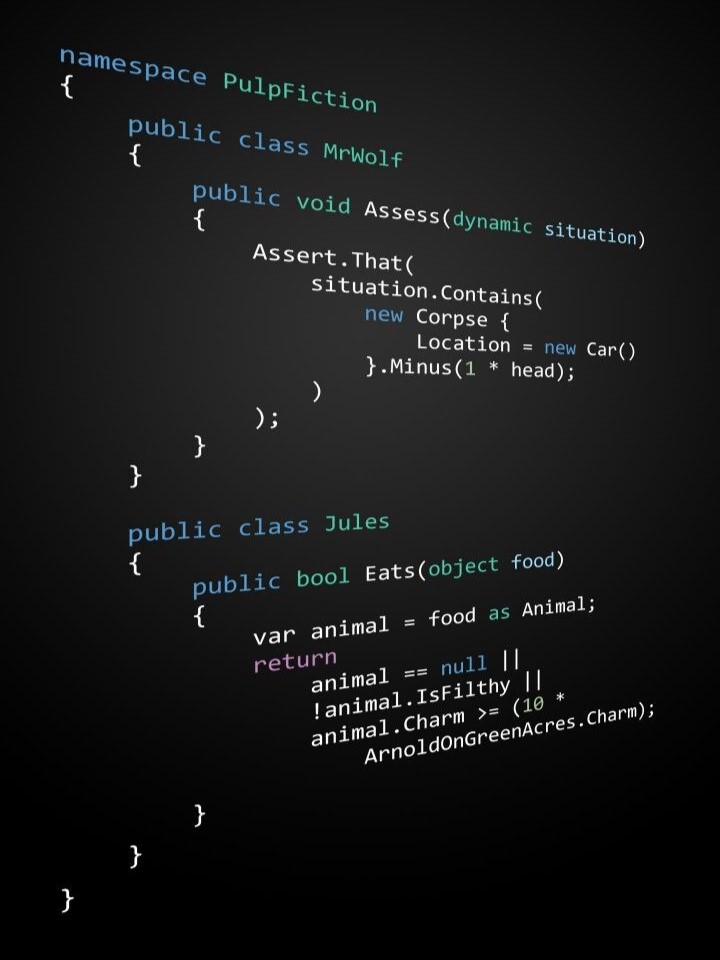 namespace PulpFiction
{
public class MrWolf
{
public void Assess(dynamic situation)
{
Assert.That(
situation.Contains(
new Corpse {
Location = new Car()
}.Minus(1 * head);
)
);
}
}
public class Jules
{
public bool Eats(object food)
{
var animal = food as Animal;
return
animal == null ||
!animal.IsFilthy ||
animal.Charm >= (10 *
ArnoldOnGreenAcres.Charm);
}
}
}